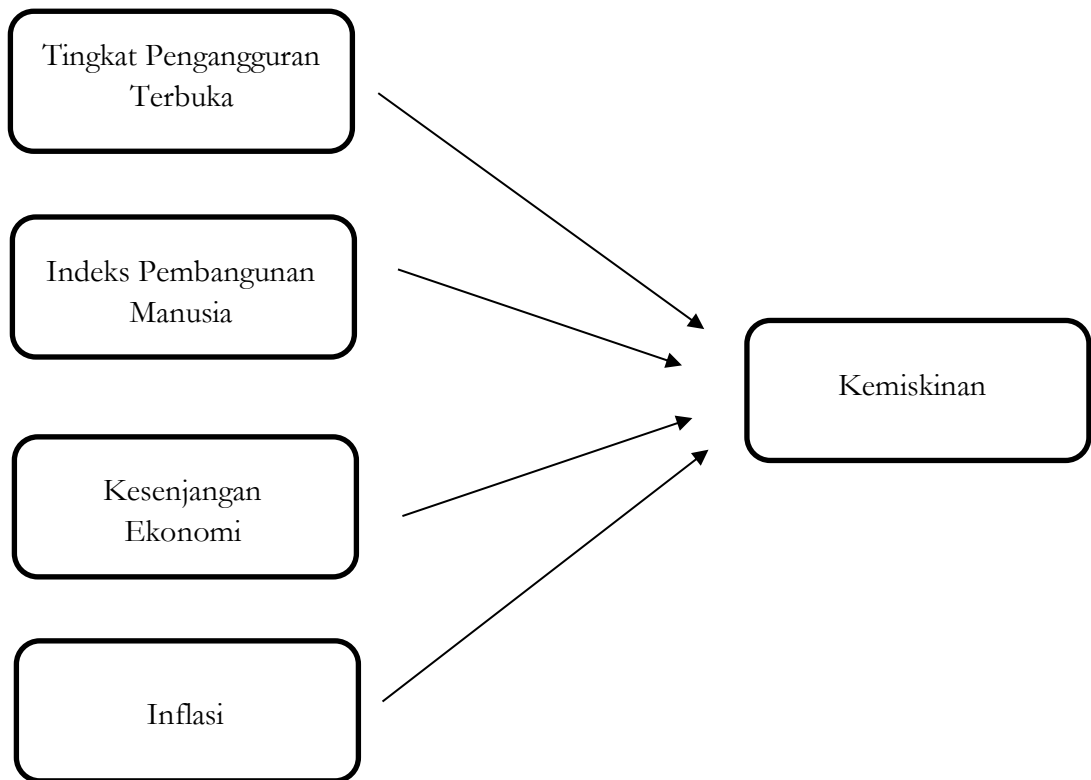 Tingkat Pengangguran
Terbuka
Indeks Pembangunan
Manusia
Kesenjangan
Ekonomi
Inflasi
Kemiskinan